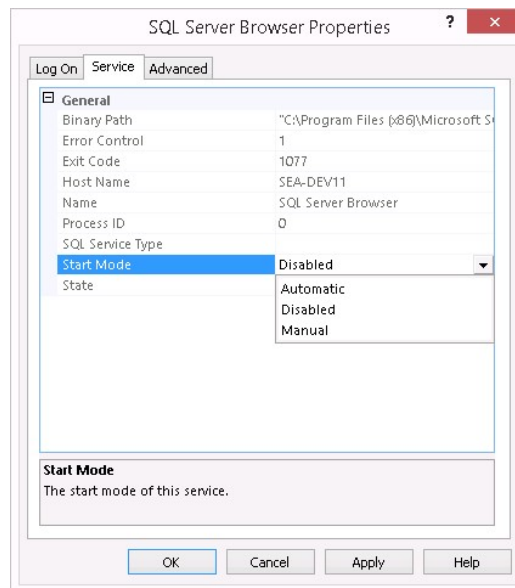 SQL Server Browser Properties ? ×
Log On Service Advanced
General
Binary Path "C:\Program Files (x86)\Microsoft S
Error Control 1
Exit Code 1077
Host Name SEA-DEV11
Name SQL Server Browser
Process ID 0
SQL Service Type
Start Mode Disabled
State
Automatic
Disabled
Manual
Start Mode
The start mode of this service.
OK Cancel Apply Help